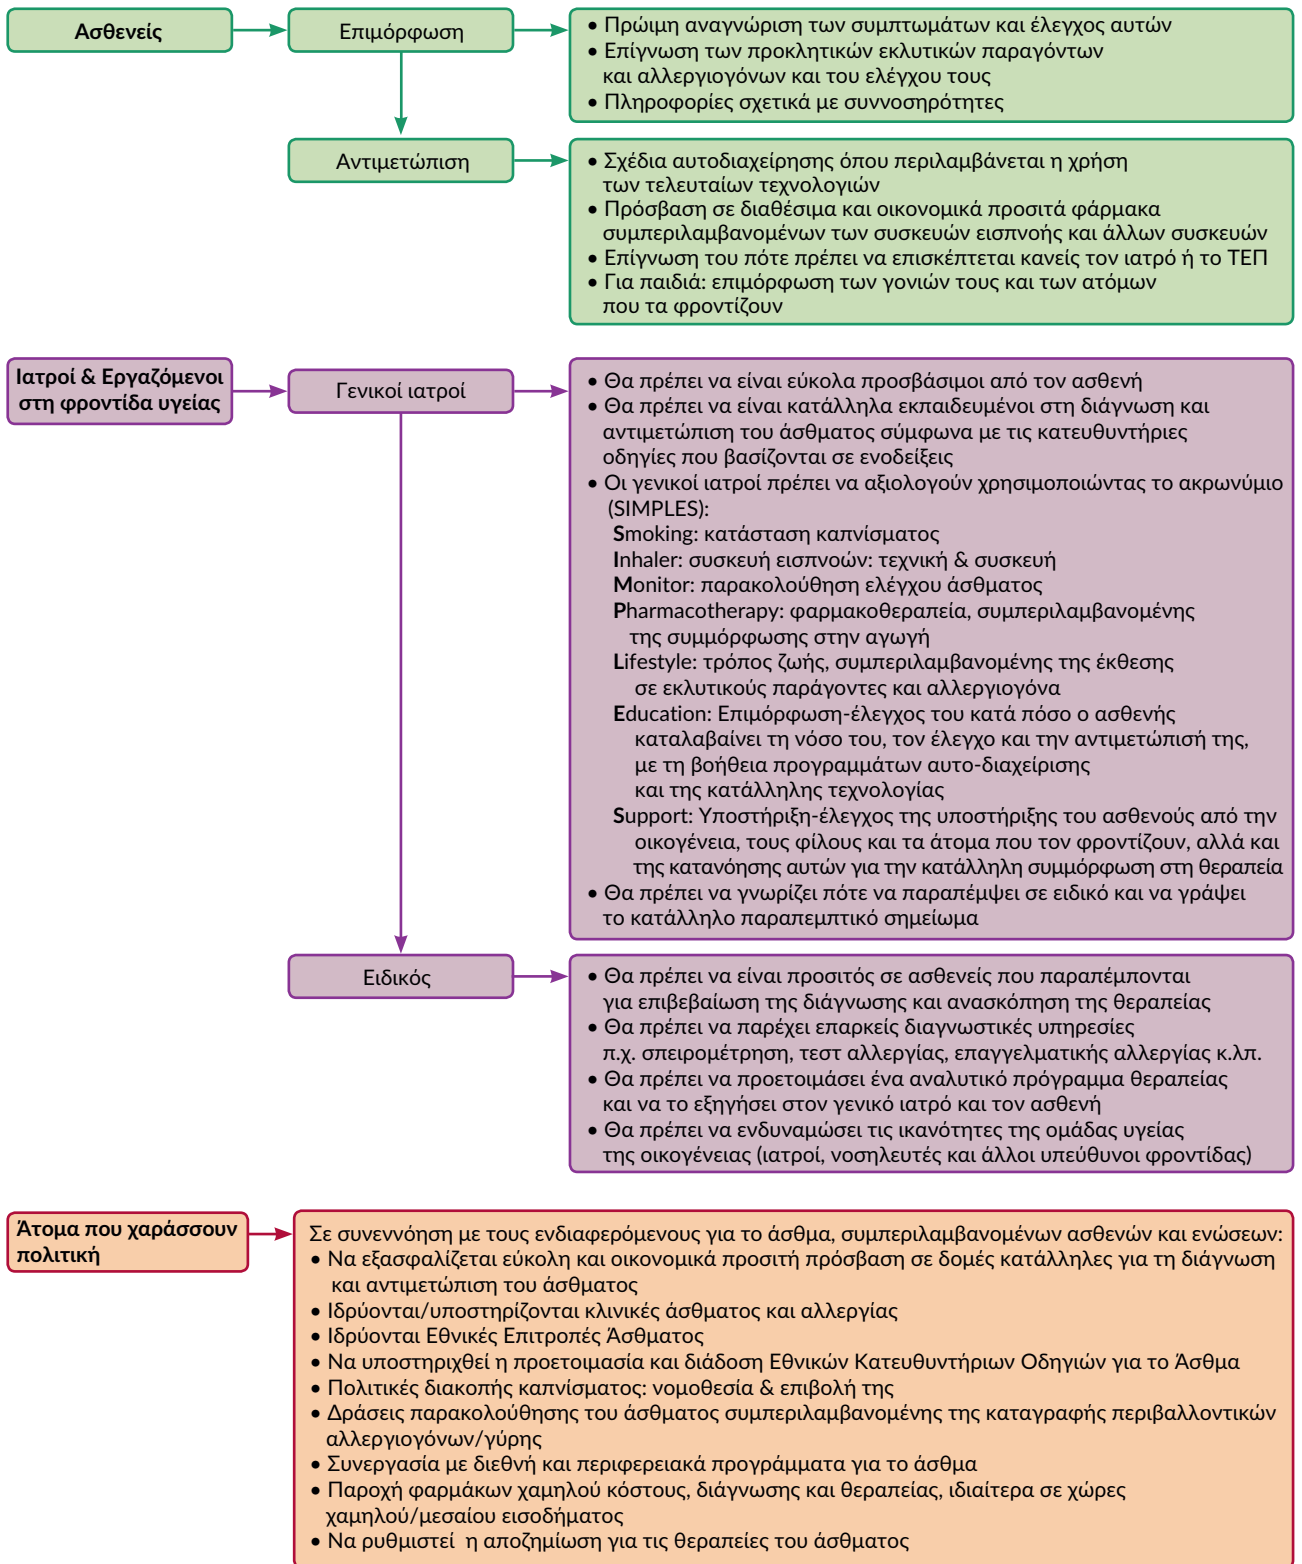 Ασθενείς
Επιμόρφωση
• Πρώιμη αναγνώριση των συμπτωμάτων και έλεγχος αυτών
• Επίγνωση των προκλητικών εκλυτικών παραγόντων
και αλλεργιογόνων και του ελέγχου τους
• Πληροφορίες σχετικά με συννοσηρότητες
Αντιμετώπιση
• Σχέδια αυτοδιαχείρησης όπου περιλαμβάνεται η χρήση
των τελευταίων τεχνολογιών
• Πρόσβαση σε διαθέσιμα και οικονομικά προσιτά φάρμακα
συμπεριλαμβανομένων των συσκευών εισπνοής και άλλων συσκευών
• Επίγνωση του πότε πρέπει να επισκέπτεται κανείς τον ιατρό ή το ΤΕΠ
• Για παιδιά: επιμόρφωση των γονιών τους και των ατόμων
που τα φροντίζουν
Ιατροί & Εργαζόμενοι
στη φροντίδα υγείας
Γενικοί ιατροί
• Θα πρέπει να είναι εύκολα προσβάσιμοι από τον ασθενή
• Θα πρέπει να είναι κατάλληλα εκπαιδευμένοι στη διάγνωση και
αντιμετώπιση του άσθματος σύμφωνα με τις κατευθυντήριες
οδηγίες που βασίζονται σε ενοδείξεις
• Οι γενικοί ιατροί πρέπει να αξιολογούν χρησιμοποιώντας το ακρωνύμιο
(SIMPLES):
Smoking: κατάσταση καπνίσματος
Inhaler: συσκευή εισπνοών: τεχνική & συσκευή
Monitor: παρακολούθηση ελέγχου άσθματος
Pharmacotherapy: φαρμακοθεραπεία, συμπεριλαμβανομένης
της συμμόρφωσης στην αγωγή
Lifestyle: τρόπος ζωής, συμπεριλαμβανομένης της έκθεσης
σε εκλυτικούς παράγοντες και αλλεργιογόνα
Education: Επιμόρφωση-έλεγχος του κατά πόσο ο ασθενής
καταλαβαίνει τη νόσο του, τον έλεγχο και την αντιμετώπισή της,
με τη βοήθεια προγραμμάτων αυτο-διαχείρισης
και της κατάλληλης τεχνολογίας
Support: Υποστήριξη-έλεγχος της υποστήριξης του ασθενούς από την
οικογένεια, τους φίλους και τα άτομα που τον φροντίζουν, αλλά και
της κατανόησης αυτών για την κατάλληλη συμμόρφωση στη θεραπεία
• Θα πρέπει να γνωρίζει πότε να παραπέμψει σε ειδικό και να γράψει
το κατάλληλο παραπεμπτικό σημείωμα
Ειδικός
• Θα πρέπει να είναι προσιτός σε ασθενείς που παραπέμπονται
για επιβεβαίωση της διάγνωσης και ανασκόπηση της θεραπείας
• Θα πρέπει να παρέχει επαρκείς διαγνωστικές υπηρεσίες
π.χ. σπειρομέτρηση, τεστ αλλεργίας, επαγγελματικής αλλεργίας κ.λπ.
• Θα πρέπει να προετοιμάσει ένα αναλυτικό πρόγραμμα θεραπείας
και να το εξηγήσει στον γενικό ιατρό και τον ασθενή
• Θα πρέπει να ενδυναμώσει τις ικανότητες της ομάδας υγείας
της οικογένειας (ιατροί, νοσηλευτές και άλλοι υπεύθυνοι φροντίδας)
Άτομα που χαράσσουν
πολιτική
Σε συνεννόηση με τους ενδιαφερόμενους για το άσθμα, συμπεριλαμβανομένων ασθενών και ενώσεων:
• Να εξασφαλίζεται εύκολη και οικονομικά προσιτή πρόσβαση σε δομές κατάλληλες για τη διάγνωση
και αντιμετώπιση του άσθματος
• Ιδρύονται/υποστηρίζονται κλινικές άσθματος και αλλεργίας
• Ιδρύονται Εθνικές Επιτροπές Άσθματος
• Να υποστηριχθεί η προετοιμασία και διάδοση Εθνικών Κατευθυντήριων Οδηγιών για το Άσθμα
• Πολιτικές διακοπής καπνίσματος: νομοθεσία & επιβολή της
• Δράσεις παρακολούθησης του άσθματος συμπεριλαμβανομένης της καταγραφής περιβαλλοντικών
αλλεργιογόνων/γύρης
• Συνεργασία με διεθνή και περιφερειακά προγράμματα για το άσθμα
• Παροχή φαρμάκων χαμηλού κόστους, διάγνωσης και θεραπείας, ιδιαίτερα σε χώρες
χαμηλού/μεσαίου εισοδήματος
• Να ρυθμιστεί η αποζημίωση για τις θεραπείες του άσθματος